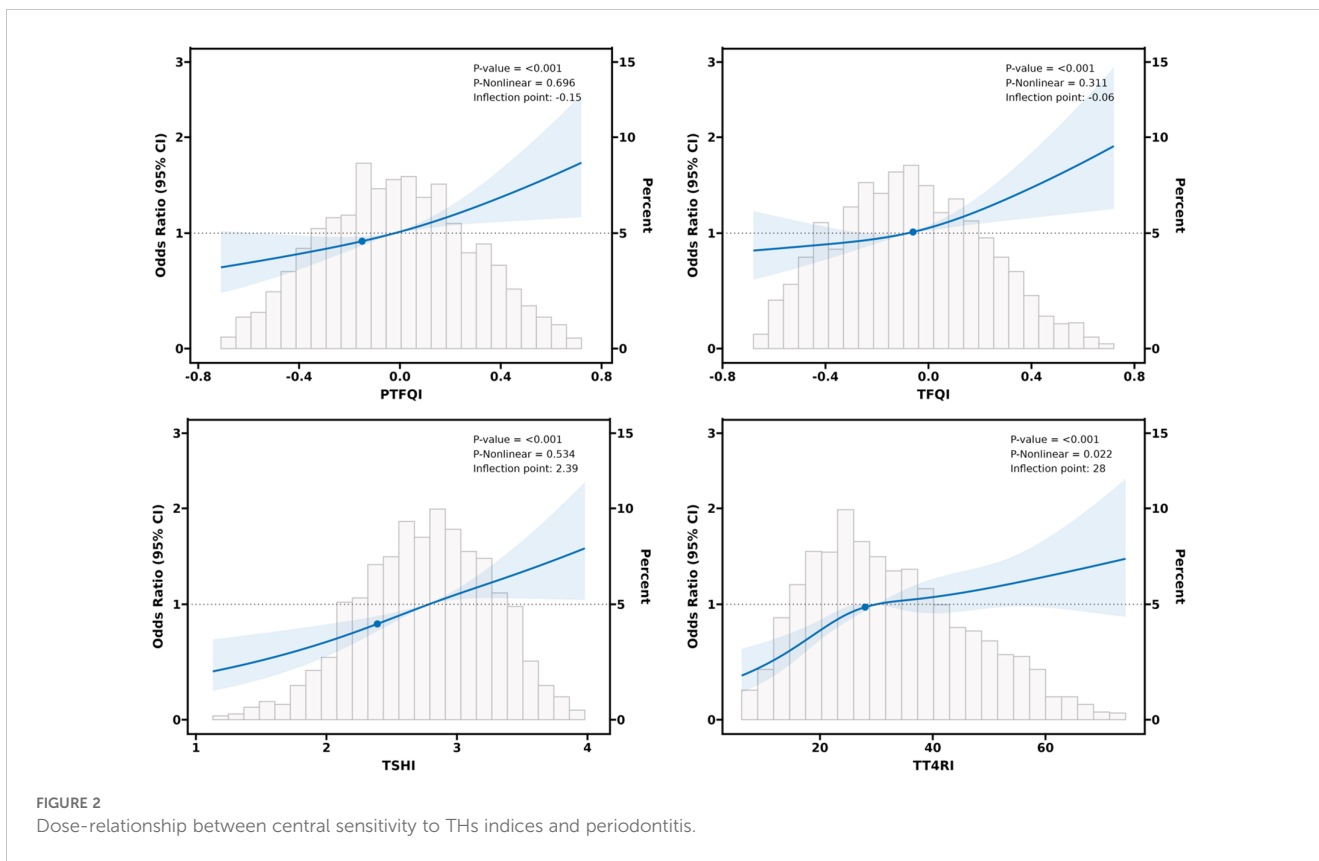 P-value = <0.001
P-Nonlinear = 0.696
Inflection point: -0.15
Odds Ratio (95% CI)
Percent
3
2
1
0
15
10
5
0
-0.8
-0.4
0.0
0.4
0.8
PTFQI
P-value = <0.001
P-Nonlinear = 0.311
Inflection point: -0.06
Odds Ratio (95% CI)
Percent
3
2
1
0
15
10
5
0
-0.8
-0.4
0.0
0.4
0.8
TFQI
P-value = <0.001
P-Nonlinear = 0.534
Inflection point: 2.39
Odds Ratio (95% CI)
Percent
3
2
1
0
15
10
5
0
1
2
3
4
TSHI
P-value = <0.001
P-Nonlinear = 0.022
Inflection point: 28
Odds Ratio (95% CI)
Percent
3
2
1
0
15
10
5
0
20
40
60
TT4RI
FIGURE 2
Dose-relationship between central sensitivity to THs indices and periodontitis.